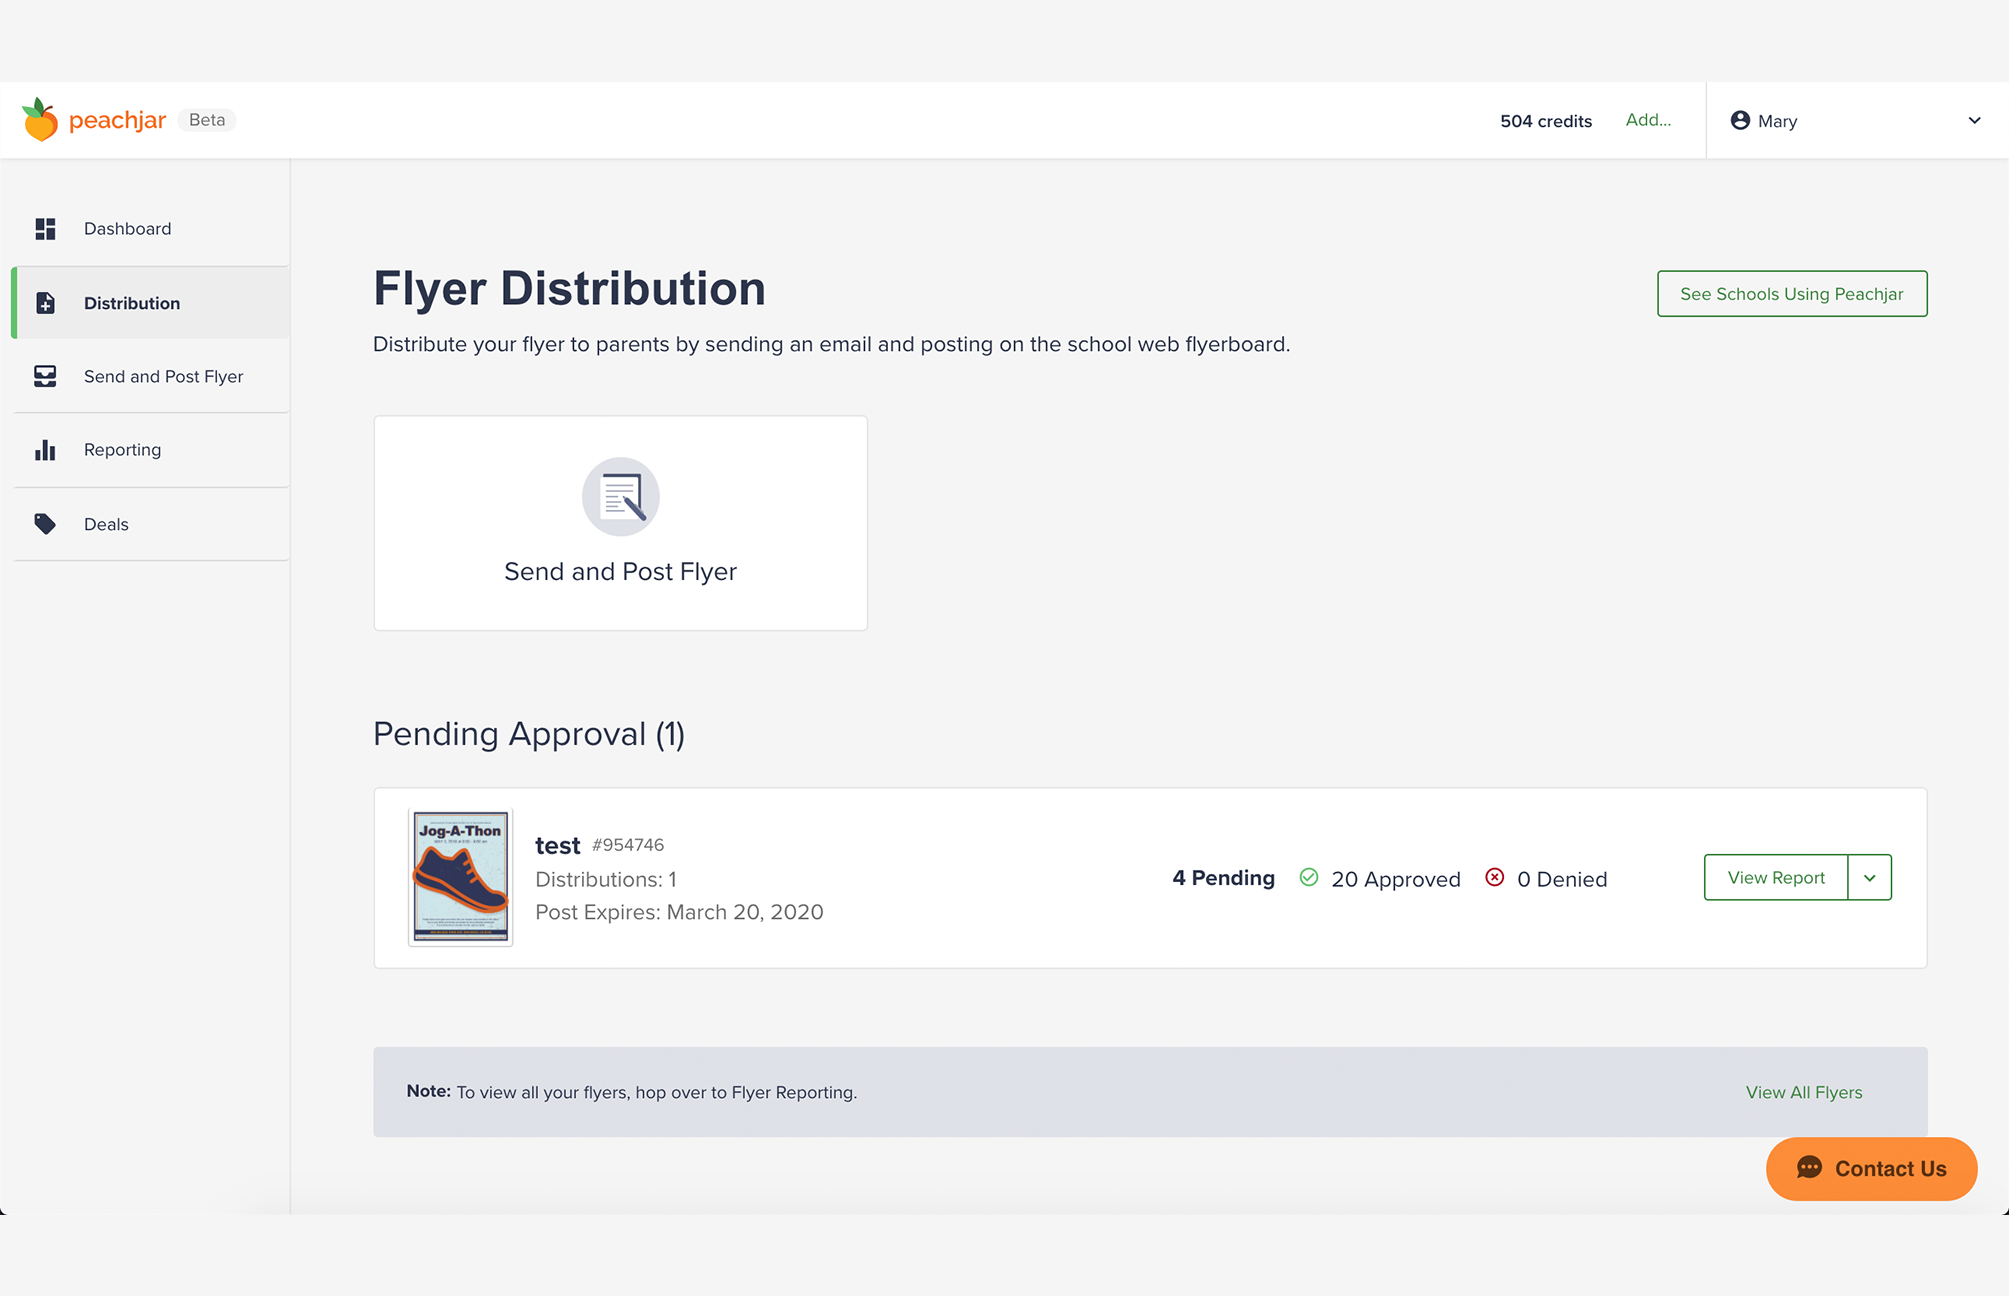 peachjar Beta
504 credits
Add...
Mary
Dashboard
Distribution
Send and Post Flyer
Reporting
Deals
Flyer Distribution
See Schools Using Peachjar
Distribute your flyer to parents by sending an email and posting on the school web flyerboard.
Send and Post Flyer
Pending Approval (1)
Jog-A-Thon
test #954746
Distributions: 1
Post Expires: March 20, 2020
4 Pending
20 Approved
0 Denied
View Report
Note: To view all your flyers, hop over to Flyer Reporting.
View All Flyers
Contact Us